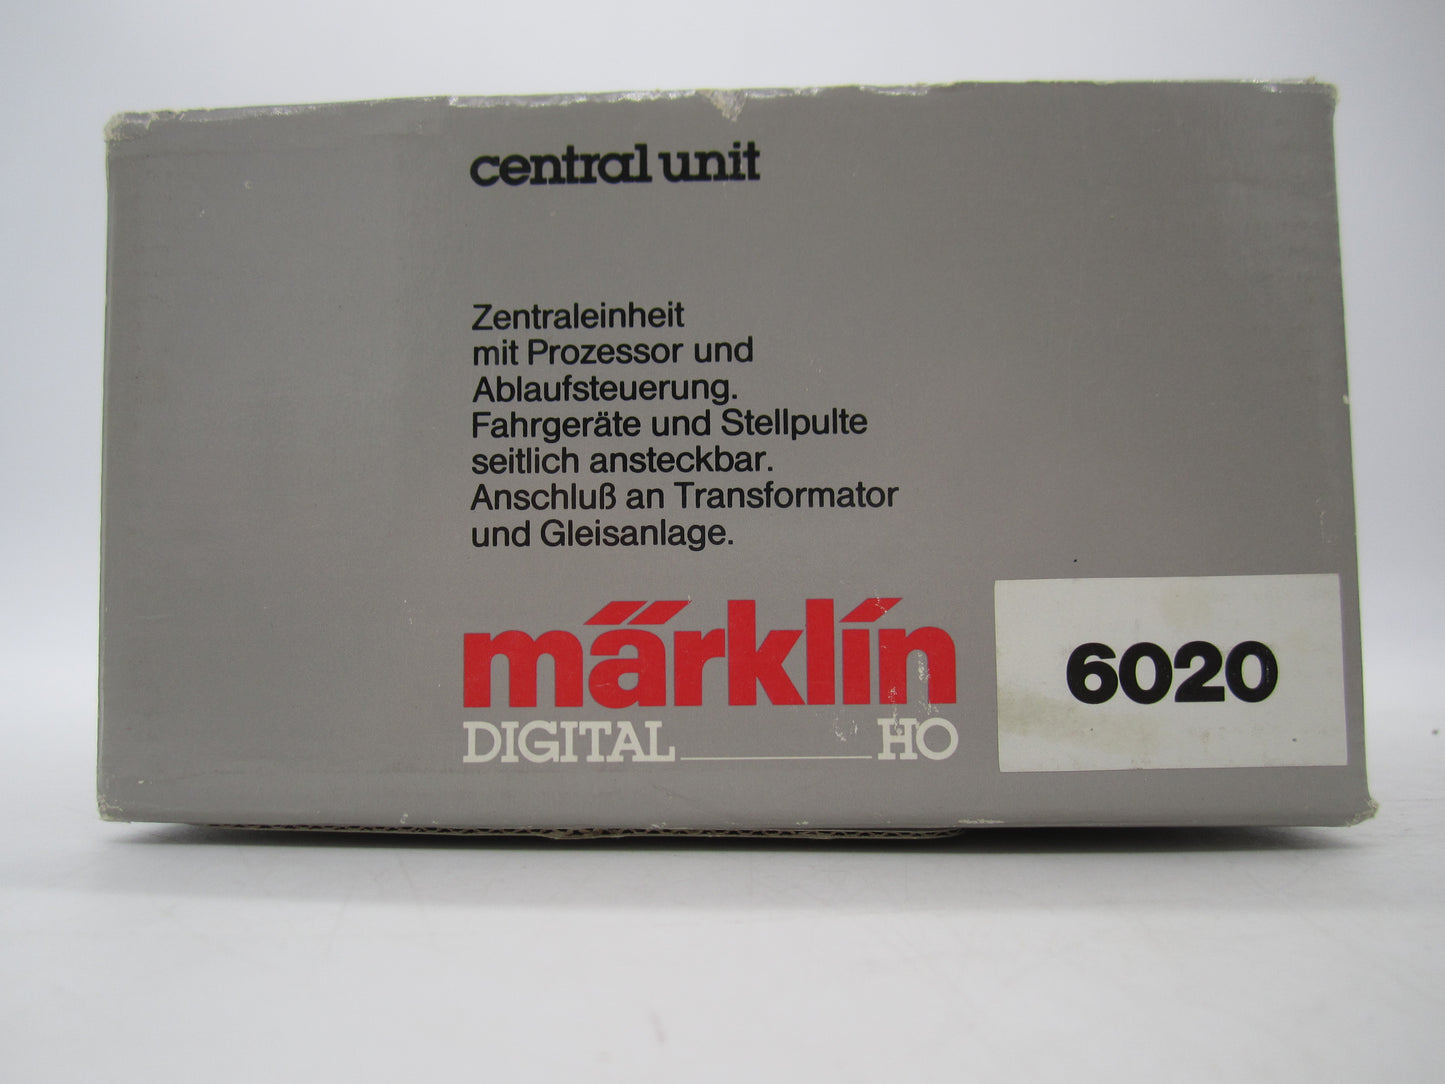 central unit
Zentraleinheit
mit Prozessor und
Ablaufsteuerung.
Fahrgeräte und Stellpulte
seitlich ansteckbar.
Anschluß an Transformator
und Gleisanlage.
märklín
DIGITAL HO
6020